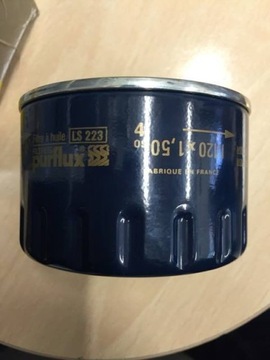 Filtre à huile LS 223
purflux
4
M20 x 1,50
FABRIQUE EN FRANCE